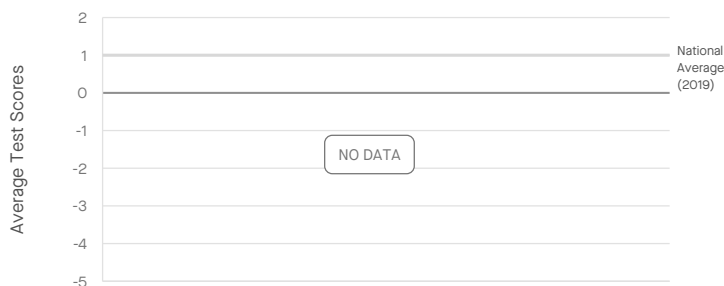 2
1
National
Average
(2019)
0
-1
NO DATA
-2
-3
-4
-5
Average Test Scores